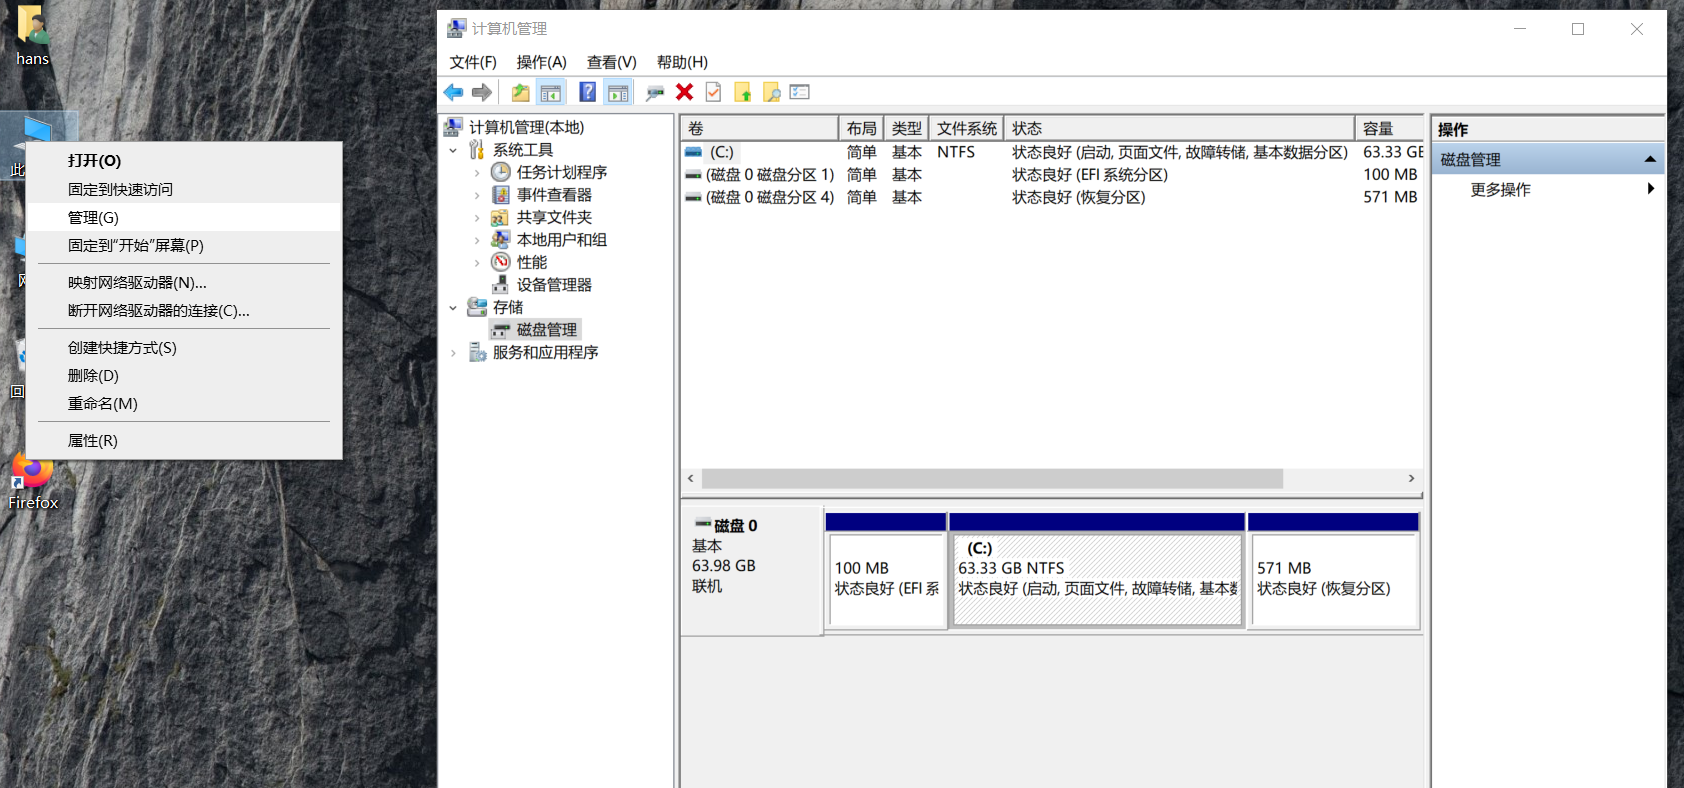 hans
此
网
回
Firefox
打开(O)
固定到快速访问
管理(G)
固定到“开始”屏幕(P)
映射网络驱动器(N)...
断开网络驱动器的连接(C)...
创建快捷方式(S)
删除(D)
重命名(M)
属性(R)
计算机管理
文件(F) 操作(A) 查看(V) 帮助(H)
计算机管理(本地)
系统工具
任务计划程序
事件查看器
共享文件夹
本地用户和组
性能
设备管理器
存储
磁盘管理
服务和应用程序
卷 布局 类型 文件系统 状态 容量
(C:) 简单 基本 NTFS 状态良好 (启动, 页面文件, 故障转储, 基本数据分区) 63.33 GB
(磁盘 0 磁盘分区 1) 简单 基本 状态良好 (EFI 系统分区) 100 MB
(磁盘 0 磁盘分区 4) 简单 基本 状态良好 (恢复分区) 571 MB
磁盘 0
基本
63.98 GB
联机
100 MB
状态良好 (EFI 系
(C:)
63.33 GB NTFS
状态良好 (启动, 页面文件, 故障转储, 基本数
571 MB
状态良好 (恢复分区)
操作
磁盘管理
更多操作